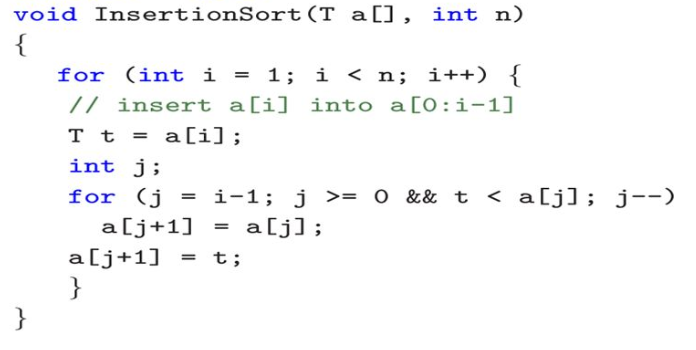 void InsertionSort(T a[], int n)
{
for (int i = 1; i < n; i++) {
// insert a[i] into a[0:i-1]
T t = a[i];
int j;
for (j = i-1; j >= 0 && t < a[j]; j--)
a[j+1] = a[j];
a[j+1] = t;
}
}